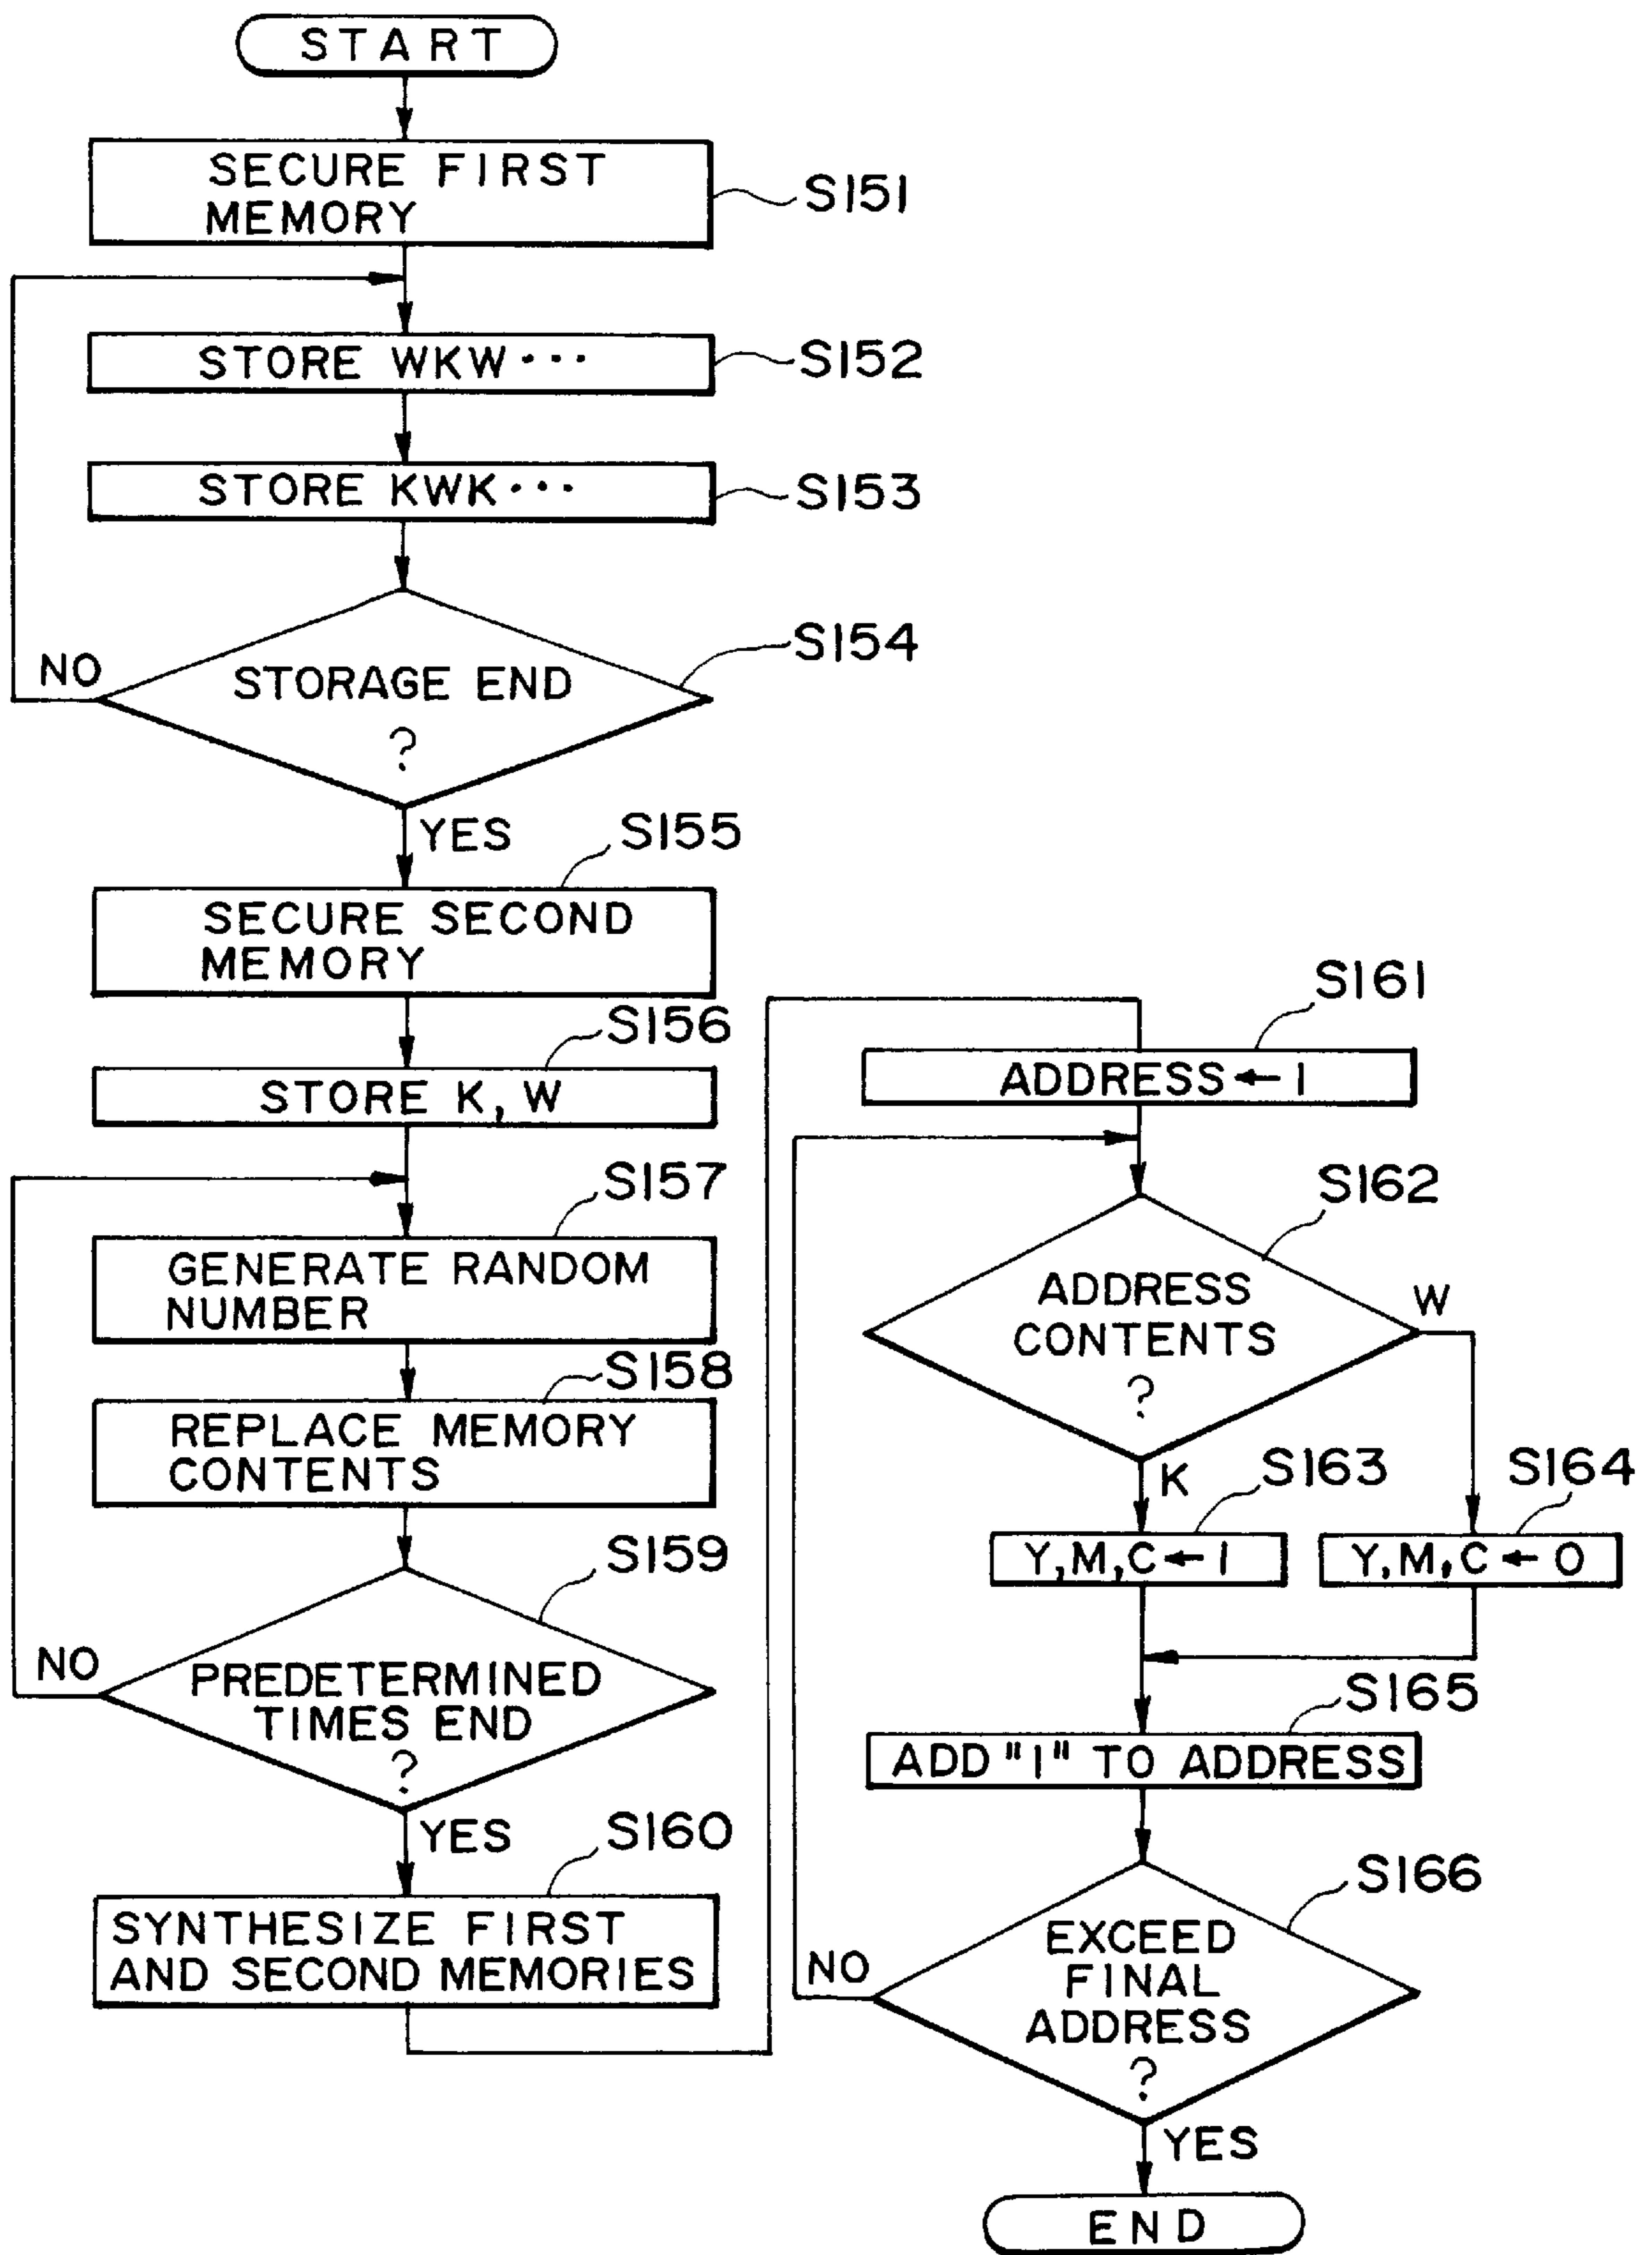 START
SECURE FIRST
MEMORY
S151
STORE WKW···
S152
STORE KWK···
S153
STORAGE END
?
S154
NO
YES
S155
SECURE SECOND
MEMORY
S156
STORE K, W
S157
GENERATE RANDOM
NUMBER
S158
REPLACE MEMORY
CONTENTS
S159
PREDETERMINED
TIMES END
?
NO
YES
S160
SYNTHESIZE FIRST
AND SECOND MEMORIES
S161
ADDRESS ← 1
S162
ADDRESS
CONTENTS
?
W
K
S163
Y, M, C ← 1
S164
Y, M, C ← 0
S165
ADD "1" TO ADDRESS
S166
EXCEED
FINAL
ADDRESS
?
NO
YES
END